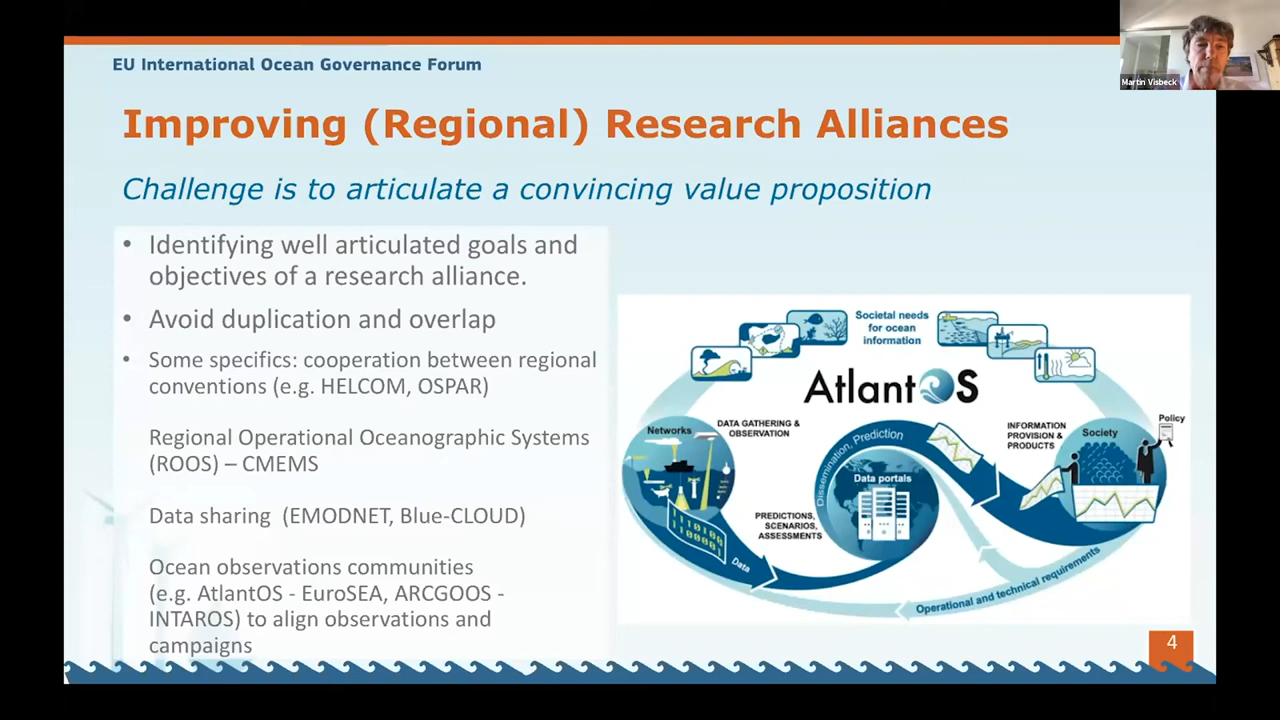 EU International Ocean Governance Forum
Martin Visbeck
Improving (Regional) Research Alliances
Challenge is to articulate a convincing value proposition
• Identifying well articulated goals and
objectives of a research alliance.
• Avoid duplication and overlap
• Some specifics: cooperation between regional
conventions (e.g. HELCOM, OSPAR)
Regional Operational Oceanographic Systems
(ROOS) – CMEMS
Data sharing (EMODNET, Blue-CLOUD)
Ocean observations communities
(e.g. AtlantOS - EuroSEA, ARCGOOS -
INTAROS) to align observations and
campaigns
Societal needs
for ocean
information
AtlantOS
Networks
DATA GATHERING &
OBSERVATION
110100
1100001
Data
PREDICTIONS,
SCENARIOS,
ASSESSMENTS
Dissemination, Prediction
Data portals
INFORMATION
PROVISION &
PRODUCTS
Society
Policy
Operational and technical requirements
4